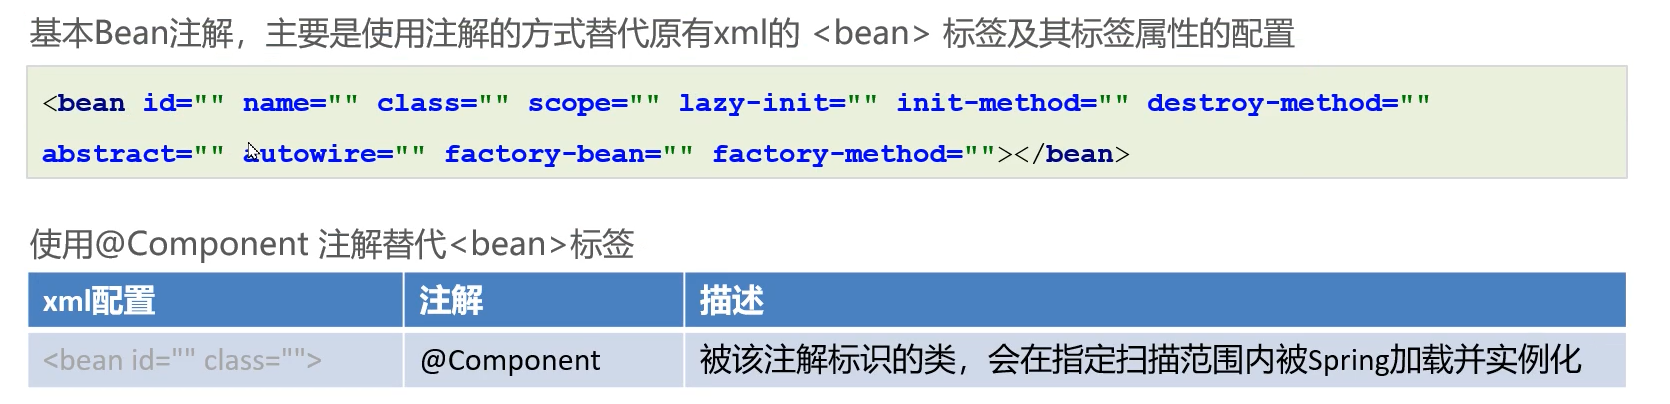 基本Bean注解，主要是使用注解的方式替代原有xml的 <bean> 标签及其标签属性的配置
<bean id="" name="" class="" scope="" lazy-init="" init-method="" destroy-method=""
abstract="" autowire="" factory-bean="" factory-method=""></bean>
使用@Component 注解替代<bean>标签
xml配置 注解 描述
<bean id="" class=""> @Component 被该注解标识的类，会在指定扫描范围内被Spring加载并实例化